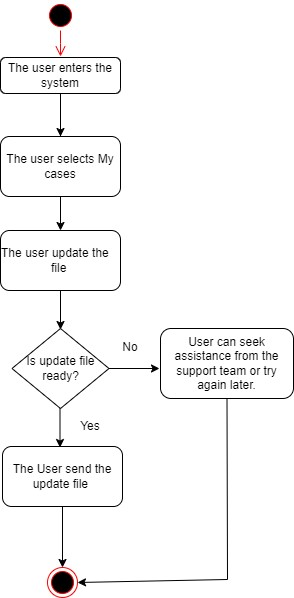 The user enters the
system
The user selects My
cases
The user update the
file
Is update file
ready?
No
User can seek
assistance from the
support team or try
again later.
Yes
The User send the
update file